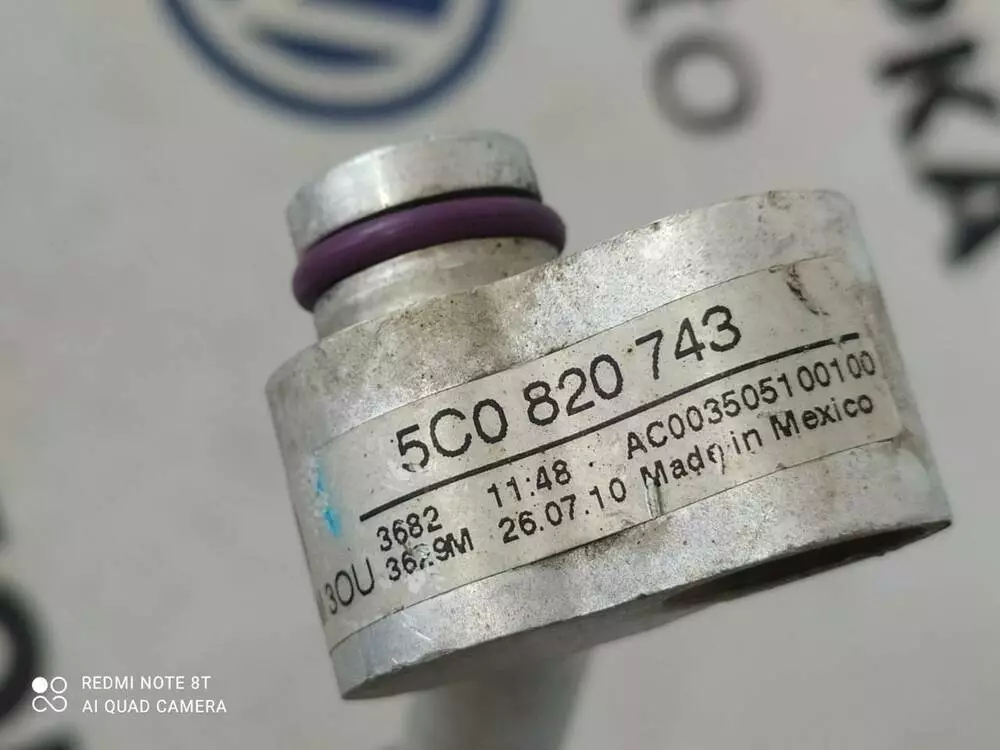 5C0 820 743
3682 11:48 AC003505100100
26.07.10 Made in Mexico
3OU
REDMI NOTE 8T
AI QUAD CAMERA